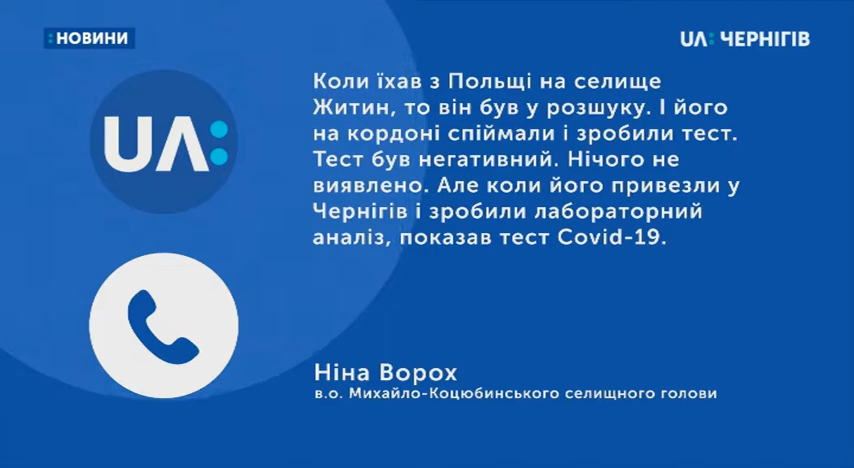 :НОВИНИ
UA: ЧЕРНІГІВ
UA:
Коли їхав з Польщі на селище
Житин, то він був у розшуку. І його
на кордоні спіймали і зробили тест.
Тест був негативний. Нічого не
виявлено. Але коли його привезли у
Чернігів і зробили лабораторний
аналіз, показав тест Covid-19.
Ніна Ворох
в.о. Михайло-Коцюбинського селищного голови